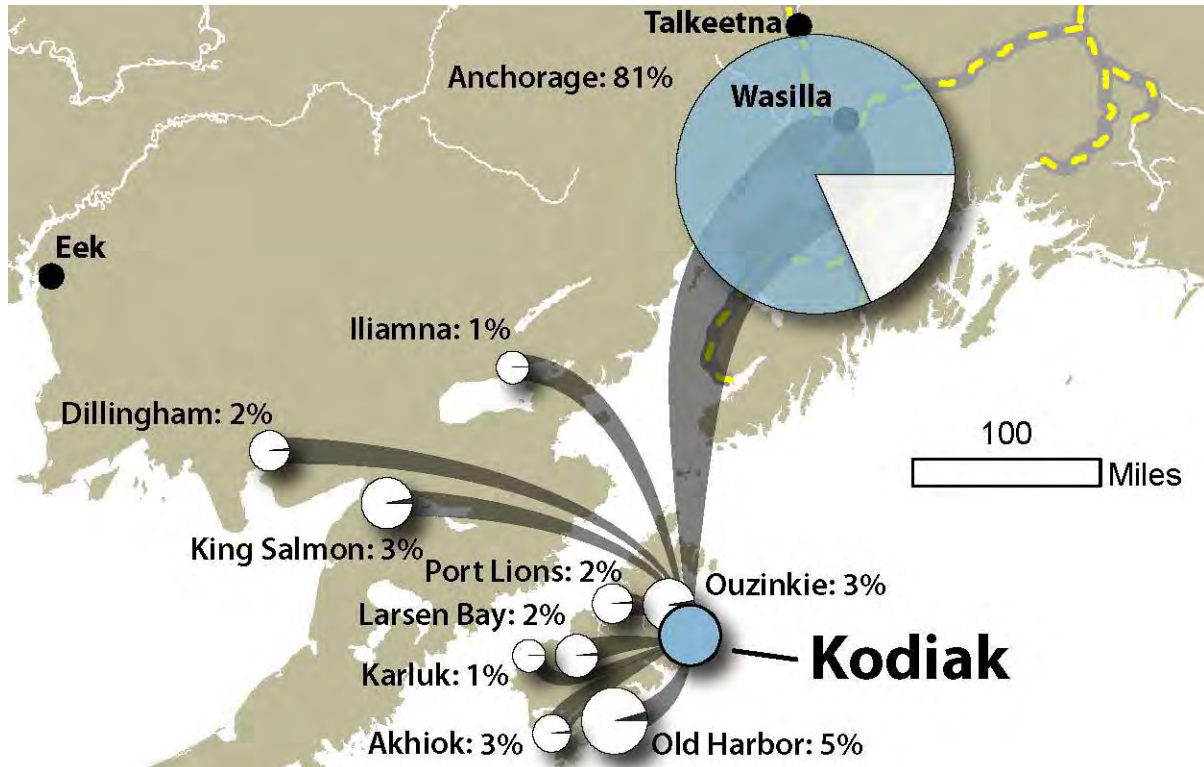 Talkeetna
Anchorage: 81%
Wasilla
Eek
Iliamna: 1%
Dillingham: 2%
100
Miles
King Salmon: 3%
Port Lions: 2%
Ouzinkie: 3%
Larsen Bay: 2%
Kodiak
Karluk: 1%
Akhiok: 3%
Old Harbor: 5%